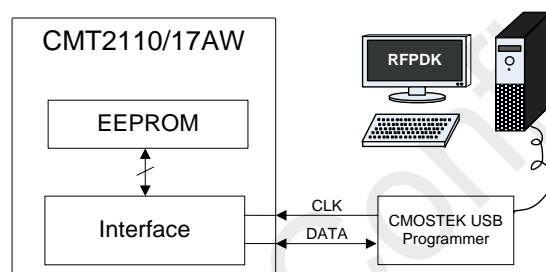 CMT2110/17AW
RFPDK
EEPROM
CLK
Interface
CMOSTEK USB
Programmer
DATA